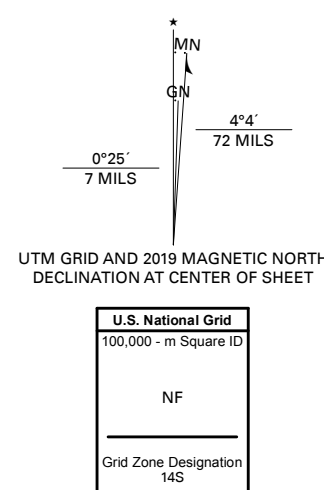 ★
MN
GN
4°4´
72 MILS
0°25´
7 MILS
UTM GRID AND 2019 MAGNETIC NORTH
DECLINATION AT CENTER OF SHEET
U.S. National Grid
100,000 - m Square ID
NF
Grid Zone Designation
14S